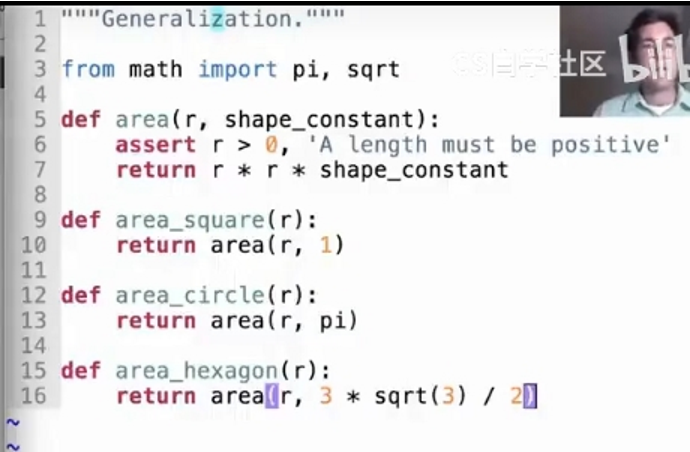 1 """Generalization."""
2
3 from math import pi, sqrt
4
5 def area(r, shape_constant):
6     assert r > 0, 'A length must be positive'
7     return r * r * shape_constant
8
9 def area_square(r):
10     return area(r, 1)
11
12 def area_circle(r):
13     return area(r, pi)
14
15 def area_hexagon(r):
16     return area(r, 3 * sqrt(3) / 2)
~
~
CS自学社区